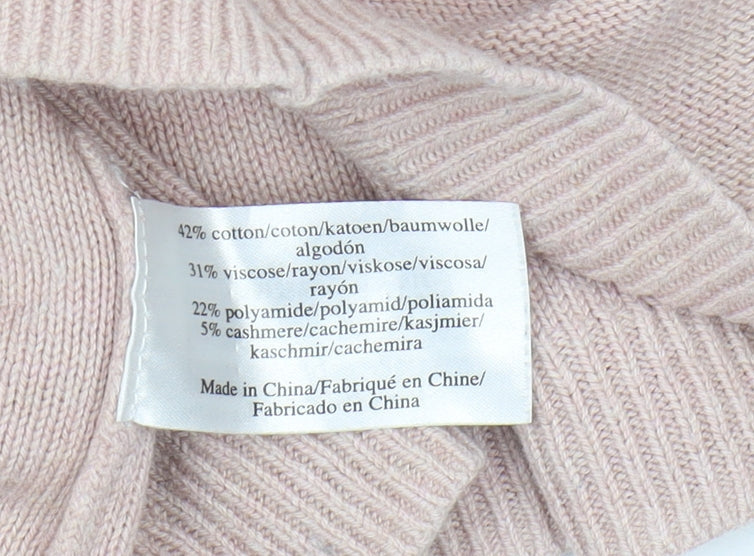 42% cotton/coton/katoen/baumwolle/
algodón
31% viscose/rayon/viskose/viscosa/
rayón
22% polyamide/polyamid/poliamida
5% cashmere/cachemire/kasjmier/
kaschmir/cachemira
Made in China/Fabriqué en Chine/
Fabricado en China